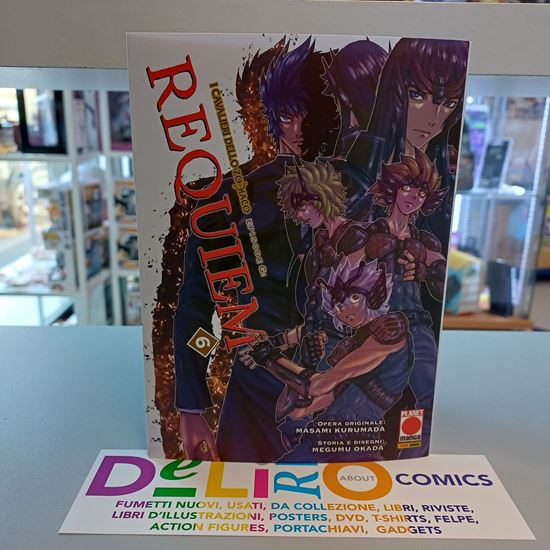 I CAVALIERI DELLO ZODIACO EPISODE G
REQUIEM
6
OPERA ORIGINALE:
MASAMI KURUMADA
STORIA E DISEGNI:
MEGUMU OKADA
PLANET
manga
DeLiRiO ABOUT COMICS
FUMETTI NUOVI, USATI, DA COLLEZIONE, LIBRI, RIVISTE,
LIBRI D'ILLUSTRAZIONI, POSTERS, DVD, T-SHIRTS, FELPE,
ACTION FIGURES, PORTACHIAVI, GADGETS